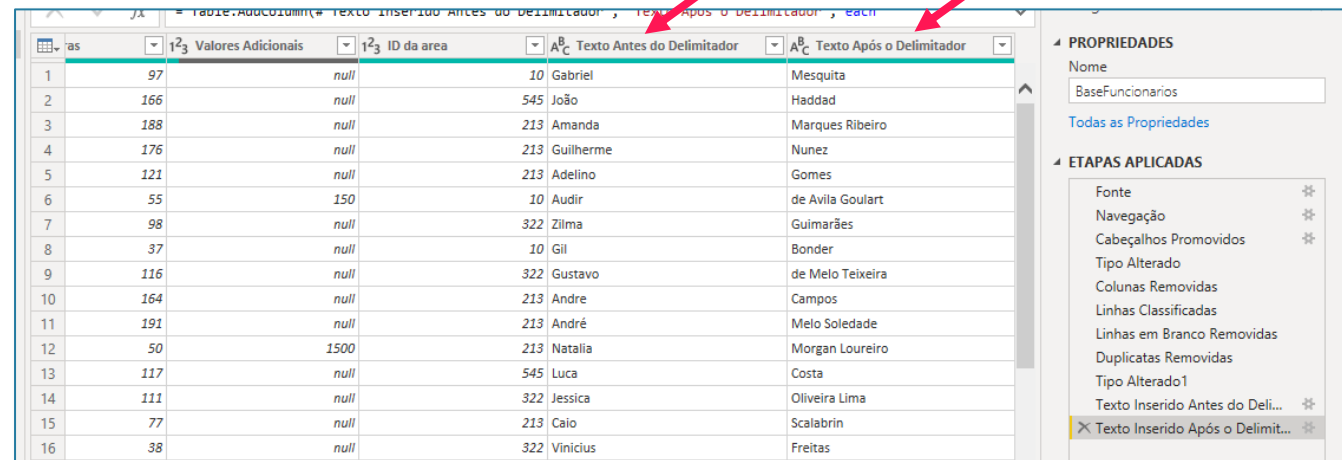 fx = Table.AddColumn(#"Texto Inserido Antes do Delimitador", "Texto Após o Delimitador", each
as 1²3 Valores Adicionais 1²3 ID da area ABC Texto Antes do Delimitador ABC Texto Após o Delimitador
1 97 null 10 Gabriel Mesquita
2 166 null 545 João Haddad
3 188 null 213 Amanda Marques Ribeiro
4 176 null 213 Guilherme Nunez
5 121 null 213 Adelino Gomes
6 55 150 10 Audir de Avila Goulart
7 98 null 322 Zilma Guimarães
8 37 null 10 Gil Bonder
9 116 null 322 Gustavo de Melo Teixeira
10 164 null 213 Andre Campos
11 191 null 213 André Melo Soledade
12 50 1500 213 Natalia Morgan Loureiro
13 117 null 545 Luca Costa
14 111 null 322 Jessica Oliveira Lima
15 77 null 213 Caio Scalabrin
16 38 null 322 Vinicius Freitas
PROPRIEDADES
Nome
BaseFuncionarios
Todas as Propriedades
ETAPAS APLICADAS
Fonte
Navegação
Cabeçalhos Promovidos
Tipo Alterado
Colunas Removidas
Linhas Classificadas
Linhas em Branco Removidas
Duplicatas Removidas
Tipo Alterado1
Texto Inserido Antes do Deli...
Texto Inserido Após o Delimit...